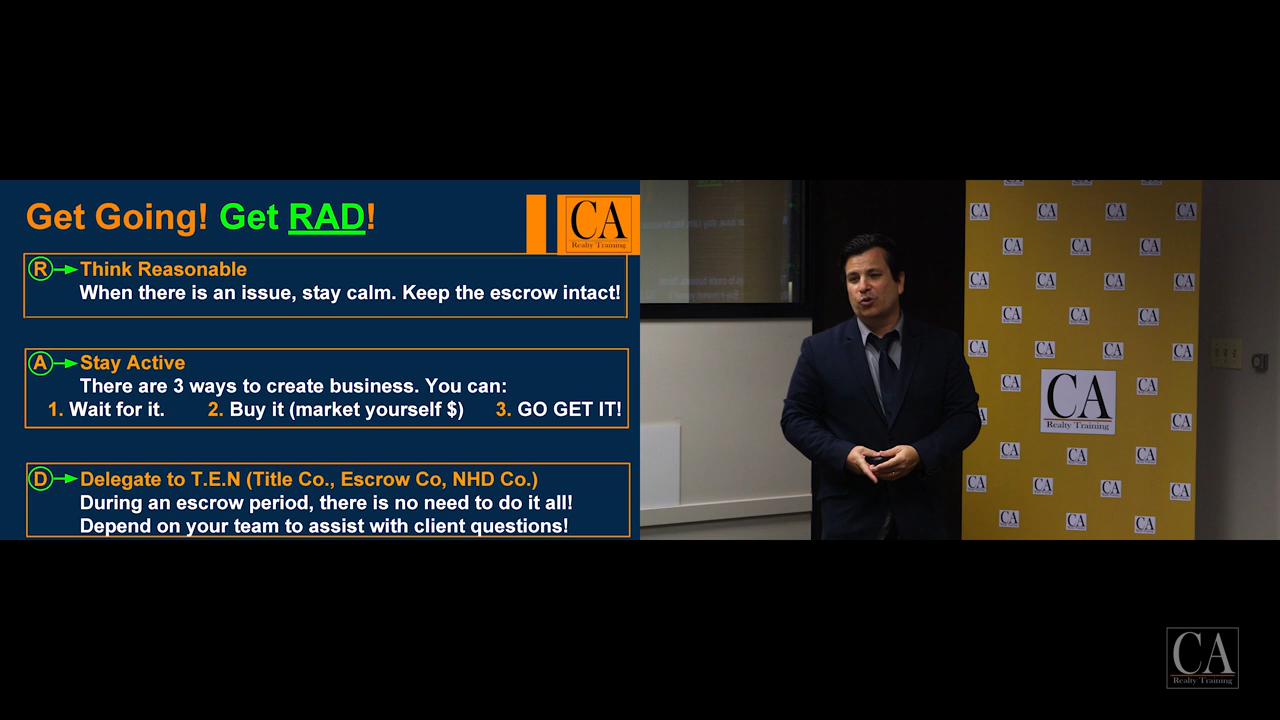 Get Going! Get RAD!
CA
Realty Training
R Think Reasonable
When there is an issue, stay calm. Keep the escrow intact!
A Stay Active
There are 3 ways to create business. You can:
1. Wait for it. 2. Buy it (market yourself $) 3. GO GET IT!
D Delegate to T.E.N (Title Co., Escrow Co, NHD Co.)
During an escrow period, there is no need to do it all!
Depend on your team to assist with client questions!
CA
Realty Training
CA
Realty Training